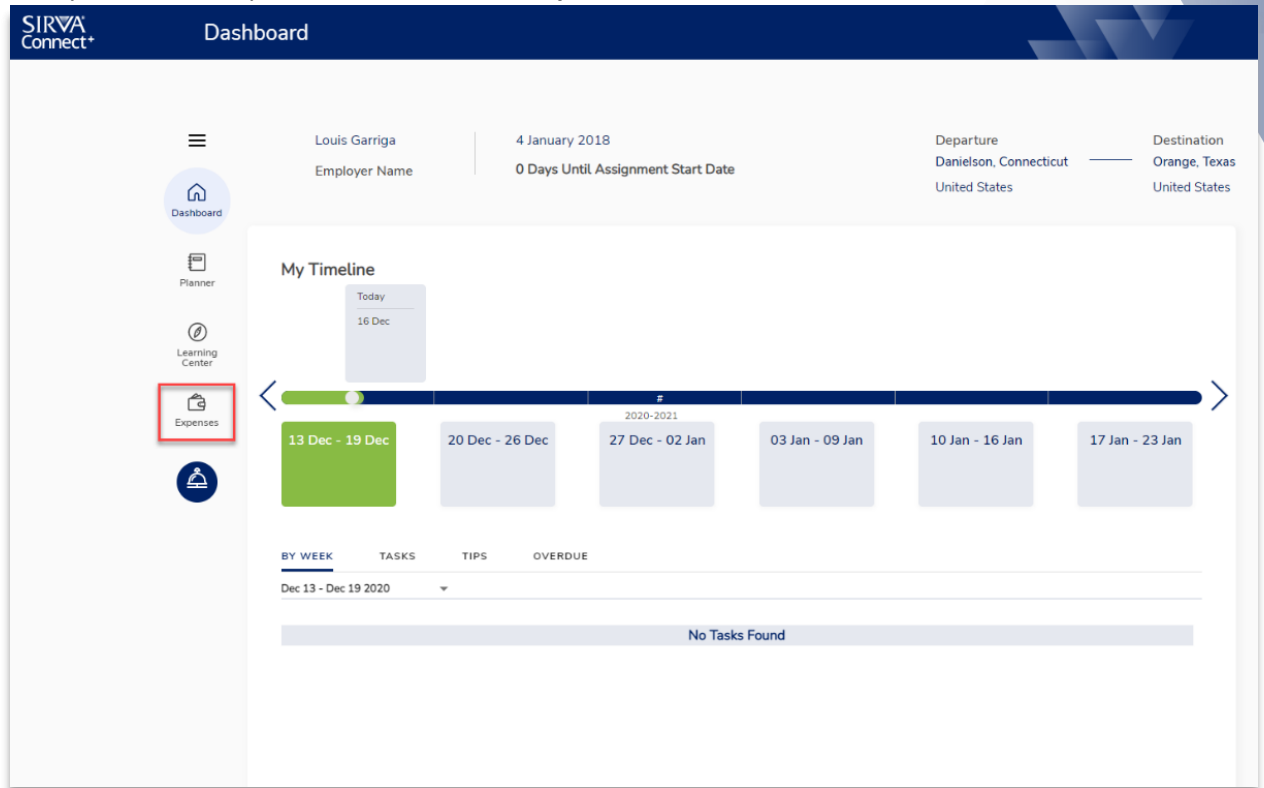 SIRVA
Connect+
Dashboard
Louis Garriga
Employer Name
4 January 2018
0 Days Until Assignment Start Date
Departure
Danielson, Connecticut
United States
Destination
Orange, Texas
United States
Dashboard
Planner
Learning
Center
Expenses
My Timeline
Today
16 Dec
#
2020-2021
13 Dec - 19 Dec
20 Dec - 26 Dec
27 Dec - 02 Jan
03 Jan - 09 Jan
10 Jan - 16 Jan
17 Jan - 23 Jan
BY WEEK
TASKS
TIPS
OVERDUE
Dec 13 - Dec 19 2020
No Tasks Found